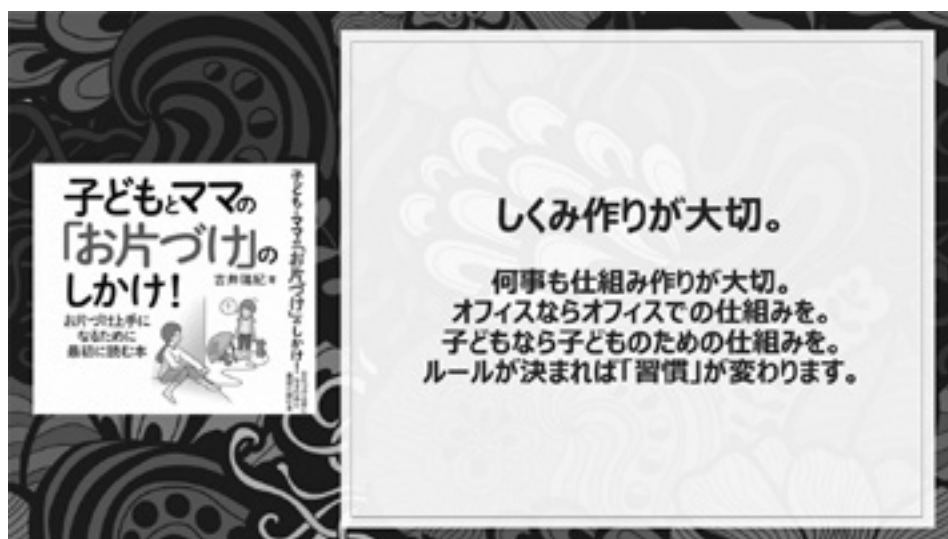 子どもとママの
「お片づけ」の
しかけ!
お片づけ上手に
なるために
最初に読む本
子どもとママの「お片づけ」のしかけ!
しくみ作りが大切。
何事も仕組み作りが大切。
オフィスならオフィスでの仕組みを。
子どもなら子どものための仕組みを。
ルールが決まれば「習慣」が変わります。